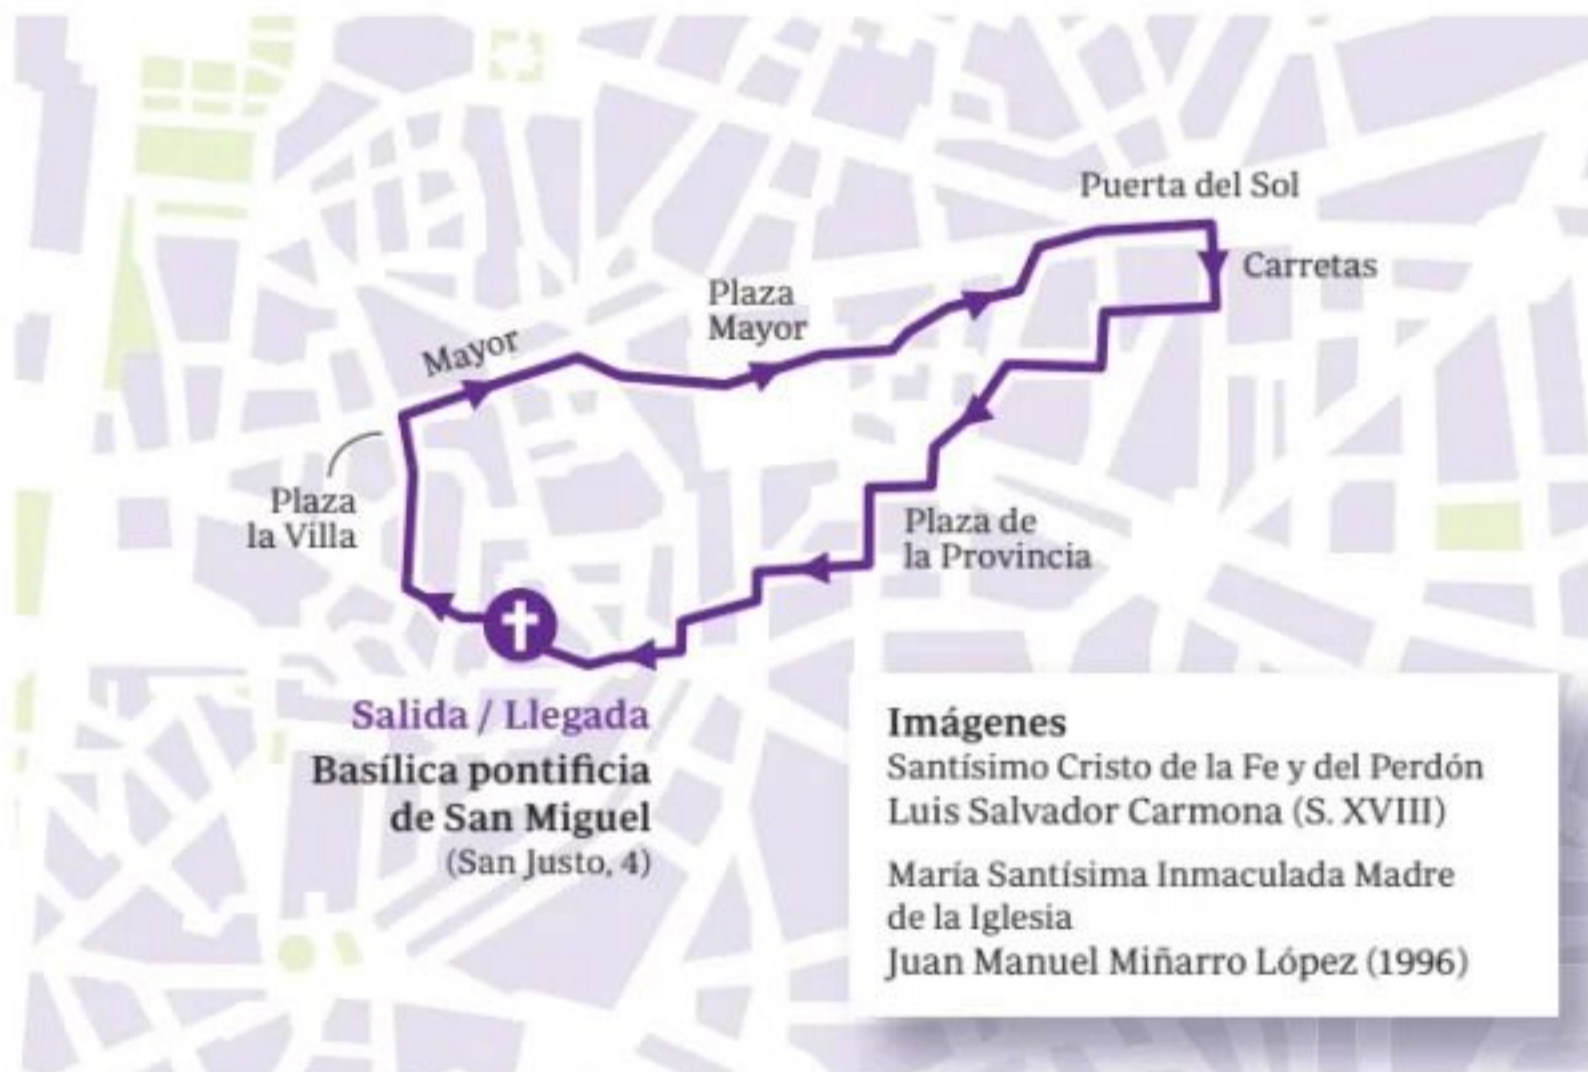 Puerta del Sol
Carretas
Plaza
Mayor
Mayor
Plaza
la Villa
Plaza de
la Provincia
Salida / Llegada
Basílica pontificia
de San Miguel
(San Justo, 4)
Imágenes
Santísimo Cristo de la Fe y del Perdón
Luis Salvador Carmona (S. XVIII)
María Santísima Inmaculada Madre
de la Iglesia
Juan Manuel Miñarro López (1996)